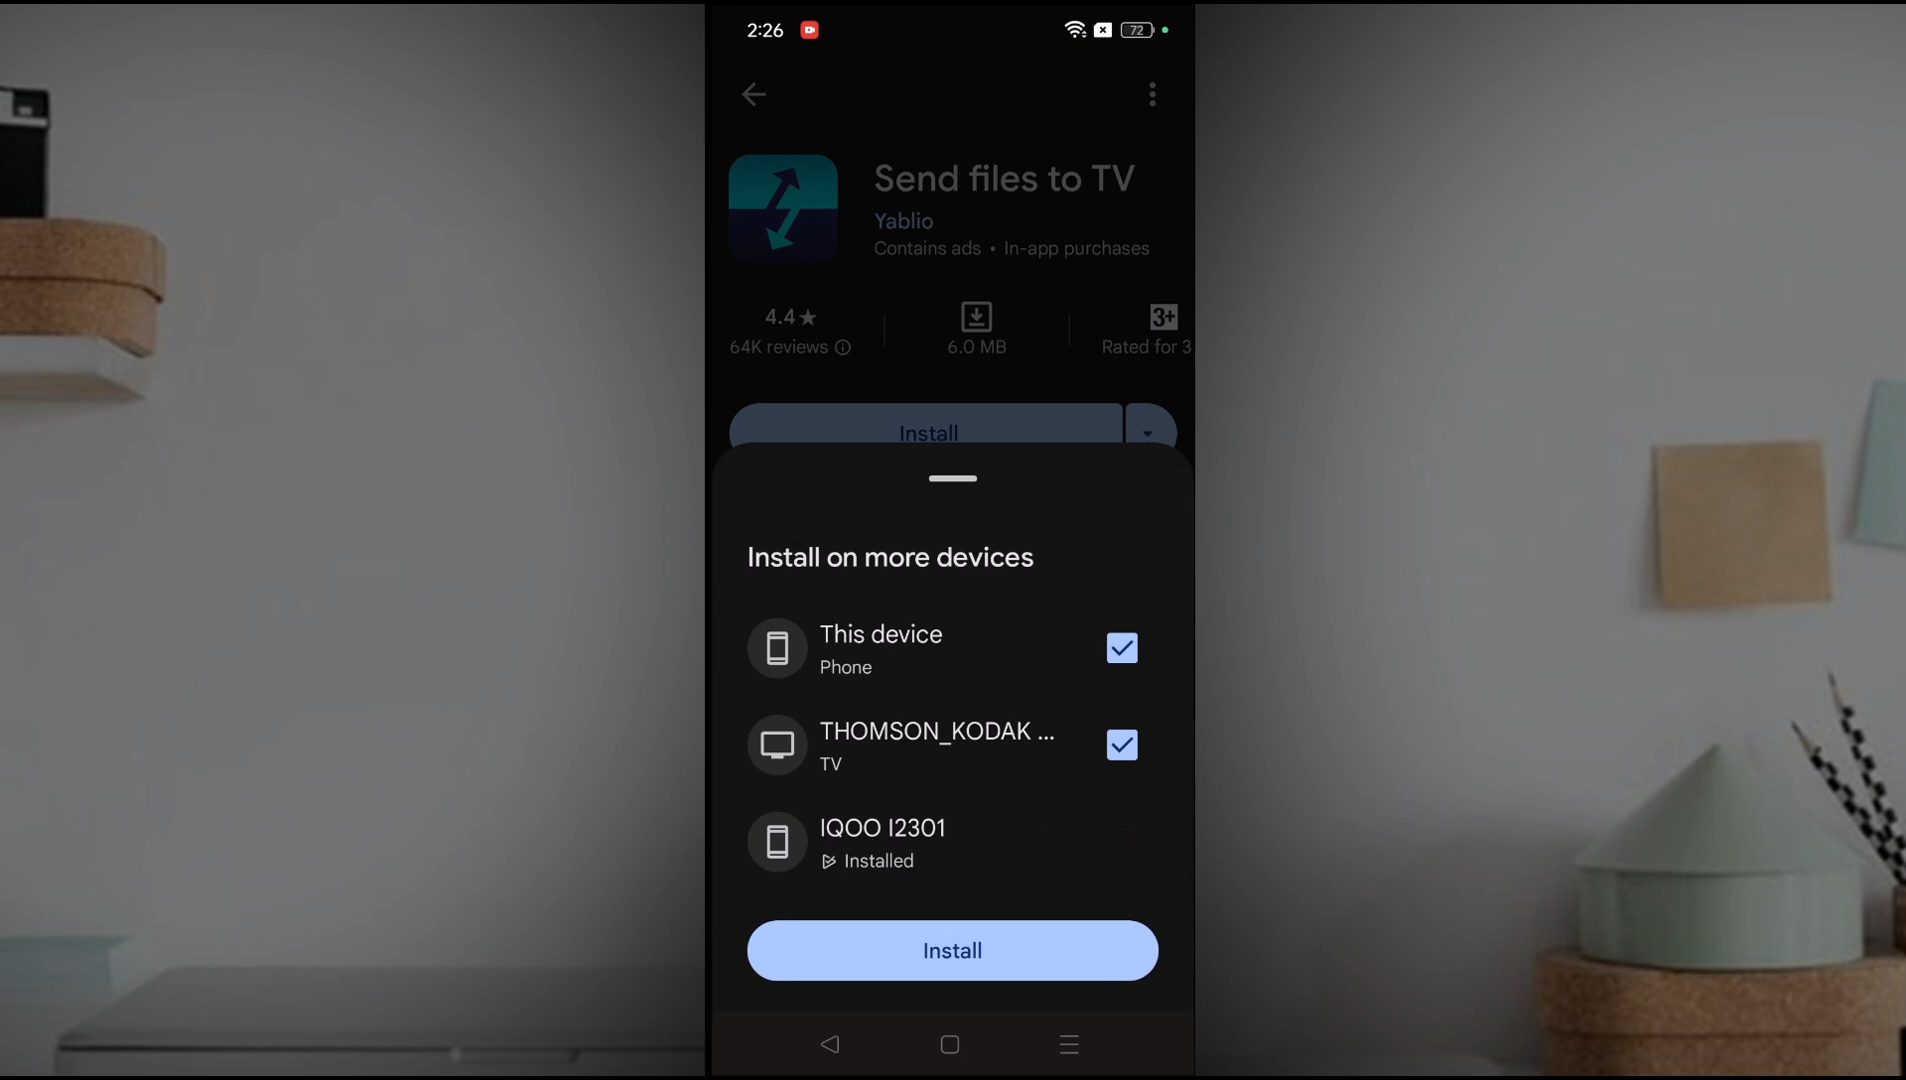 2:26
72
Send files to TV
Yablio
Contains ads • In-app purchases
4.4★
3+
64K reviews
6.0 MB
Rated for 3
Install
Install on more devices
This device
Phone
THOMSON_KODAK ...
TV
IQOO I2301
Installed
Install